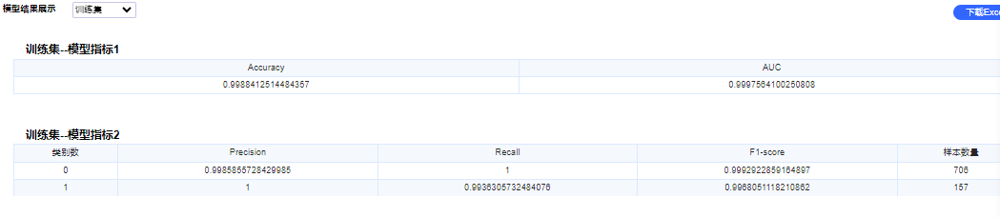 模型结果展示 训练集 下载Exc
训练集--模型指标1
Accuracy AUC
0.9988412514484357 0.9997564100250808
训练集--模型指标2
类别数 Precision Recall F1-score 样本数量
0 0.9985855728429985 1 0.9992922859164897 706
1 1 0.9936305732484076 0.9968051118210862 157